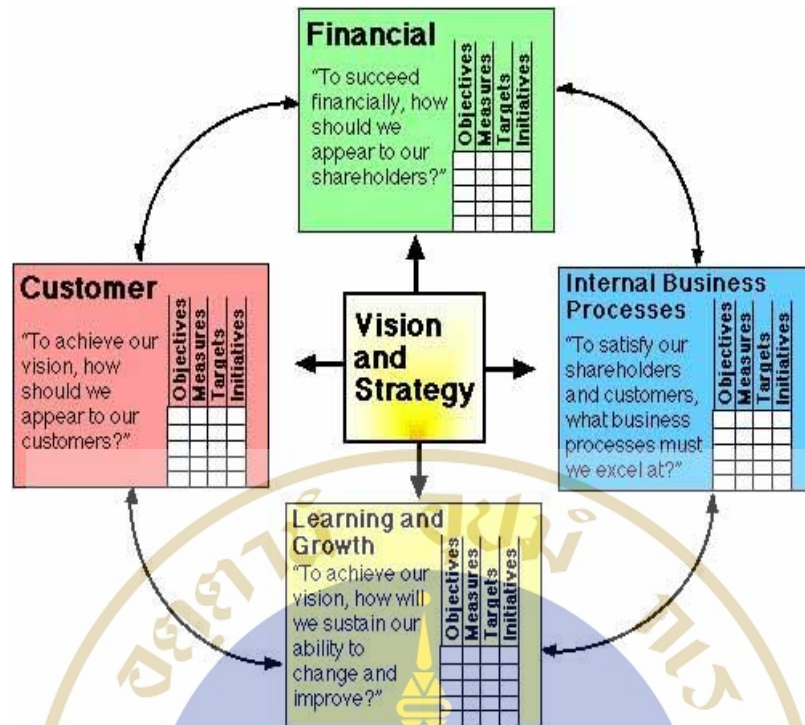 Financial
“To succeed
financially, how
should we
appear to our
shareholders?”
Objectives
Measures
Targets
Initiatives
Customer
“To achieve our
vision, how
should we
appear to our
customers?”
Objectives
Measures
Targets
Initiatives
Vision
and
Strategy
Internal Business
Processes
“To satisfy our
shareholders
and customers,
what business
processes must
we excel at?”
Objectives
Measures
Targets
Initiatives
Learning and
Growth
“To achieve our
vision, how will
we sustain our
ability to
change and
improve?”
Objectives
Measures
Targets
Initiatives